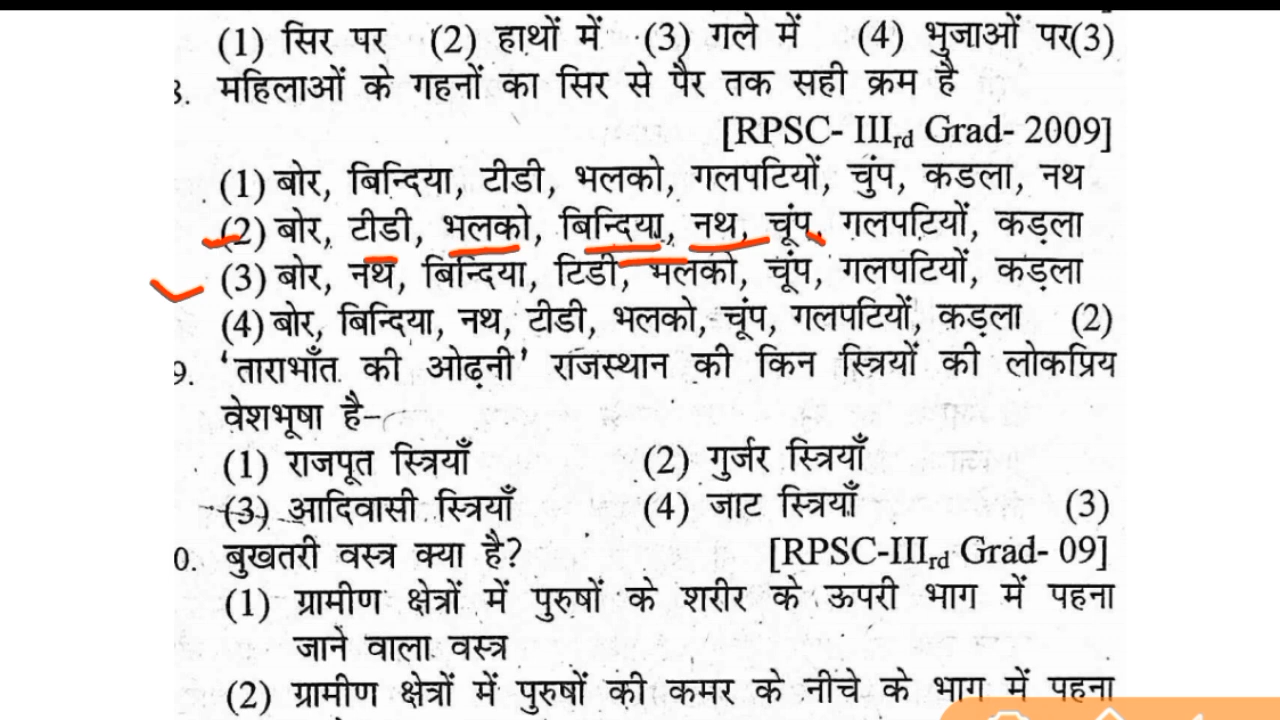 (1) सिर पर (2) हाथों में (3) गले में (4) भुजाओं पर(3)
3. महिलाओं के गहनों का सिर से पैर तक सही क्रम है
[RPSC- IIIrd Grad- 2009]
(1) बोर, बिन्दिया, टीडी, भलको, गलपटियों, चुंप, कडला, नथ
(2) बोर, टीडी, भलको, बिन्दिया, नथ, चूंप, गलपटियों, कड़ला
(3) बोर, नथ, बिन्दिया, टिडी, भलको, चूंप, गलपटियों, कड़ला
(4) बोर, बिन्दिया, नथ, टीडी, भलको, चूंप, गलपटियों, कड़ला (2)
9. 'ताराभाँत की ओढ़नी' राजस्थान की किन स्त्रियों की लोकप्रिय
वेशभूषा है-
(1) राजपूत स्त्रियाँ (2) गुर्जर स्त्रियाँ
(3) आदिवासी स्त्रियाँ (4) जाट स्त्रियाँ (3)
0. बुखतरी वस्त्र क्या है? [RPSC-IIIrd Grad- 09]
(1) ग्रामीण क्षेत्रों में पुरुषों के शरीर के ऊपरी भाग में पहना
जाने वाला वस्त्र
(2) ग्रामीण क्षेत्रों में पुरुषों की कमर के नीचे के भाग में पहना